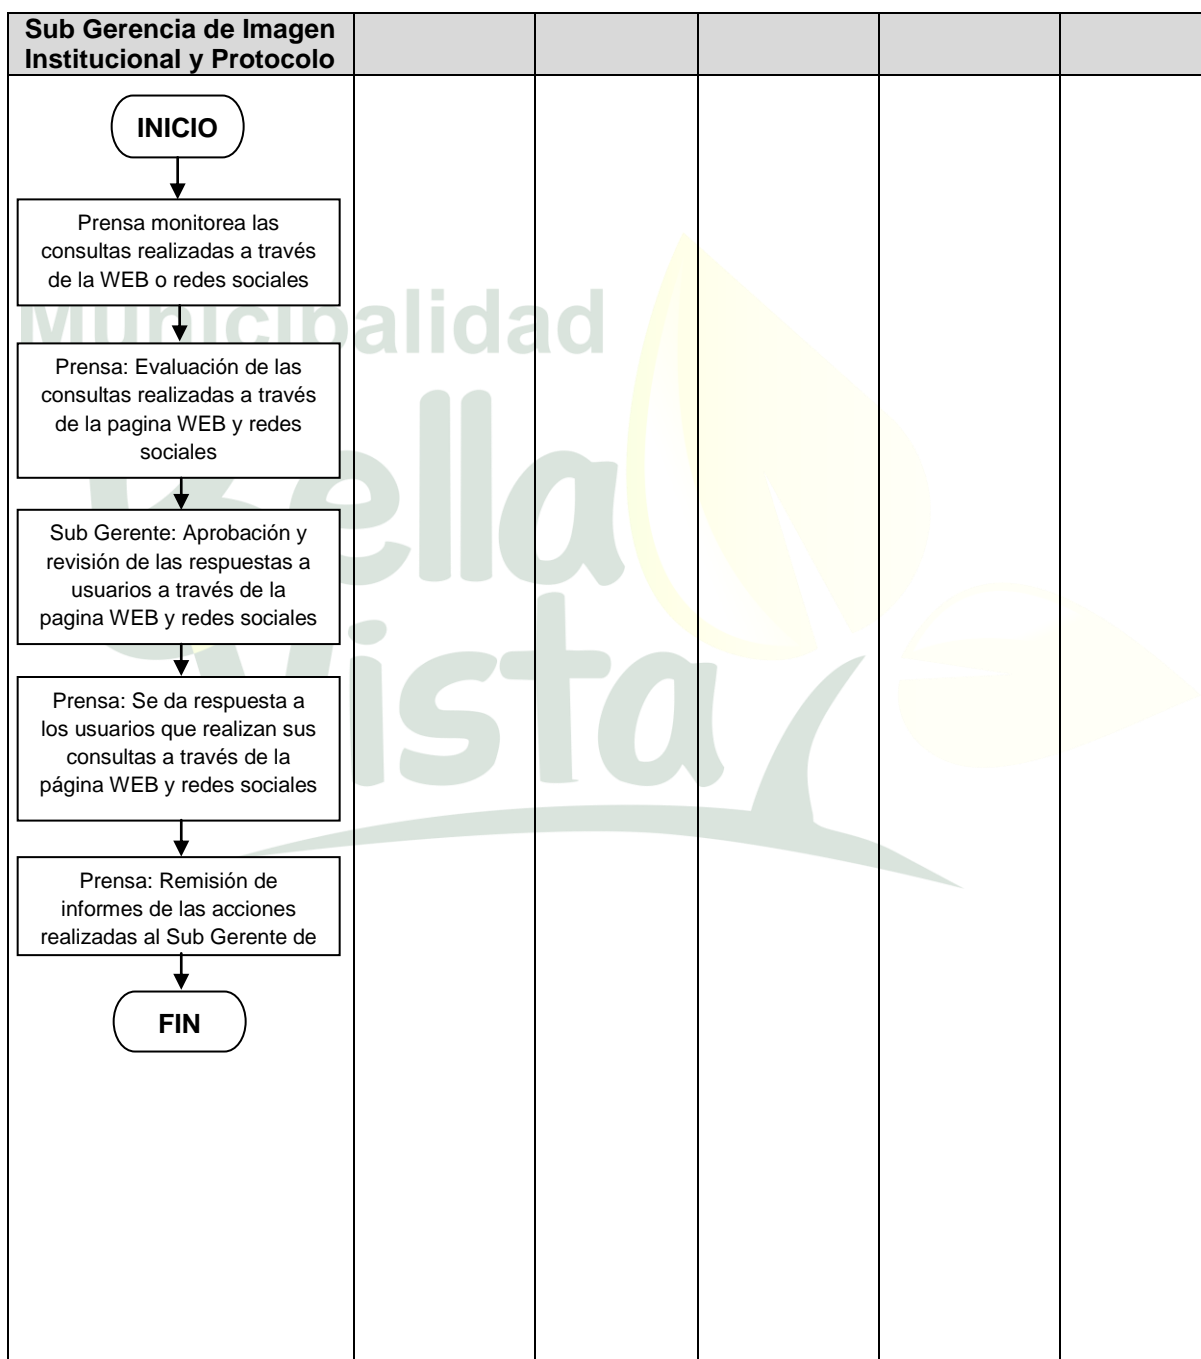 Sub Gerencia de Imagen
Institucional y Protocolo
INICIO
Prensa monitorea las
consultas realizadas a través
de la WEB o redes sociales
Municipalidad
Prensa: Evaluación de las
consultas realizadas a través
de la pagina WEB y redes
sociales
Bella
Sub Gerente: Aprobación y
revisión de las respuestas a
usuarios a través de la
pagina WEB y redes sociales
Vista
Prensa: Se da respuesta a
los usuarios que realizan sus
consultas a través de la
página WEB y redes sociales
Prensa: Remisión de
informes de las acciones
realizadas al Sub Gerente de
FIN